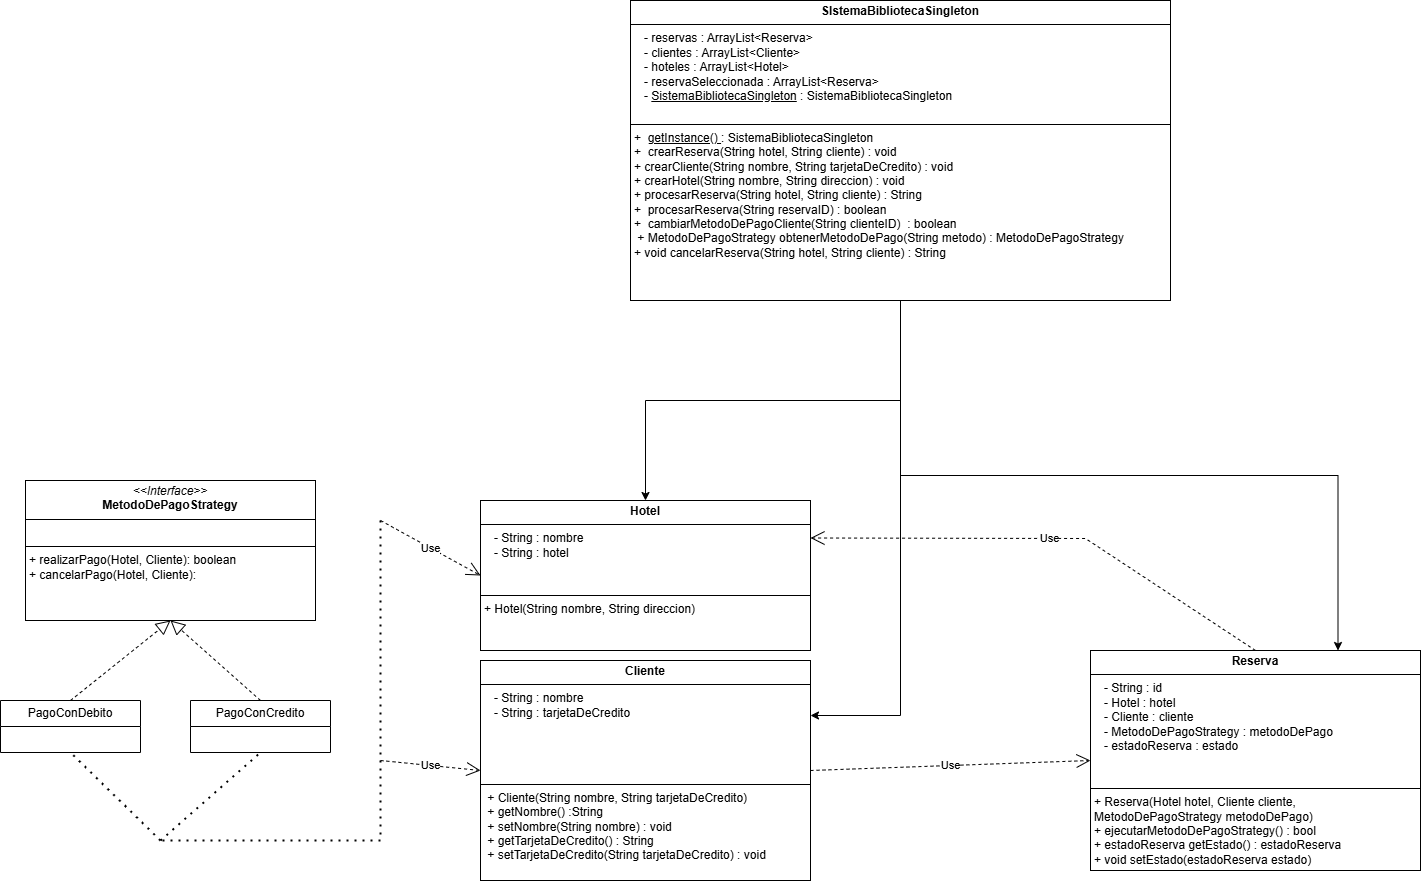 SIstemaBibliotecaSingleton
- reservas : ArrayList<Reserva>
- clientes : ArrayList<Cliente>
- hoteles : ArrayList<Hotel>
- reservaSeleccionada : ArrayList<Reserva>
- SistemaBibliotecaSingleton : SistemaBibliotecaSingleton
+ getInstance() : SistemaBibliotecaSingleton
+ crearReserva(String hotel, String cliente) : void
+ crearCliente(String nombre, String tarjetaDeCredito) : void
+ crearHotel(String nombre, String direccion) : void
+ procesarReserva(String hotel, String cliente) : String
+ procesarReserva(String reservaID) : boolean
+ cambiarMetodoDePagoCliente(String clienteID) : boolean
+ MetodoDePagoStrategy obtenerMetodoDePago(String metodo) : MetodoDePagoStrategy
+ void cancelarReserva(String hotel, String cliente) : String
<<Interface>>
MetodoDePagoStrategy
+ realizarPago(Hotel, Cliente): boolean
+ cancelarPago(Hotel, Cliente):
PagoConDebito
PagoConCredito
Use
Use
Hotel
- String : nombre
- String : hotel
+ Hotel(String nombre, String direccion)
Cliente
- String : nombre
- String : tarjetaDeCredito
+ Cliente(String nombre, String tarjetaDeCredito)
+ getNombre() :String
+ setNombre(String nombre) : void
+ getTarjetaDeCredito() : String
+ setTarjetaDeCredito(String tarjetaDeCredito) : void
Use
Use
Reserva
- String : id
- Hotel : hotel
- Cliente : cliente
- MetodoDePagoStrategy : metodoDePago
- estadoReserva : estado
+ Reserva(Hotel hotel, Cliente cliente,
MetodoDePagoStrategy metodoDePago)
+ ejecutarMetodoDePagoStrategy() : bool
+ estadoReserva getEstado() : estadoReserva
+ void setEstado(estadoReserva estado)